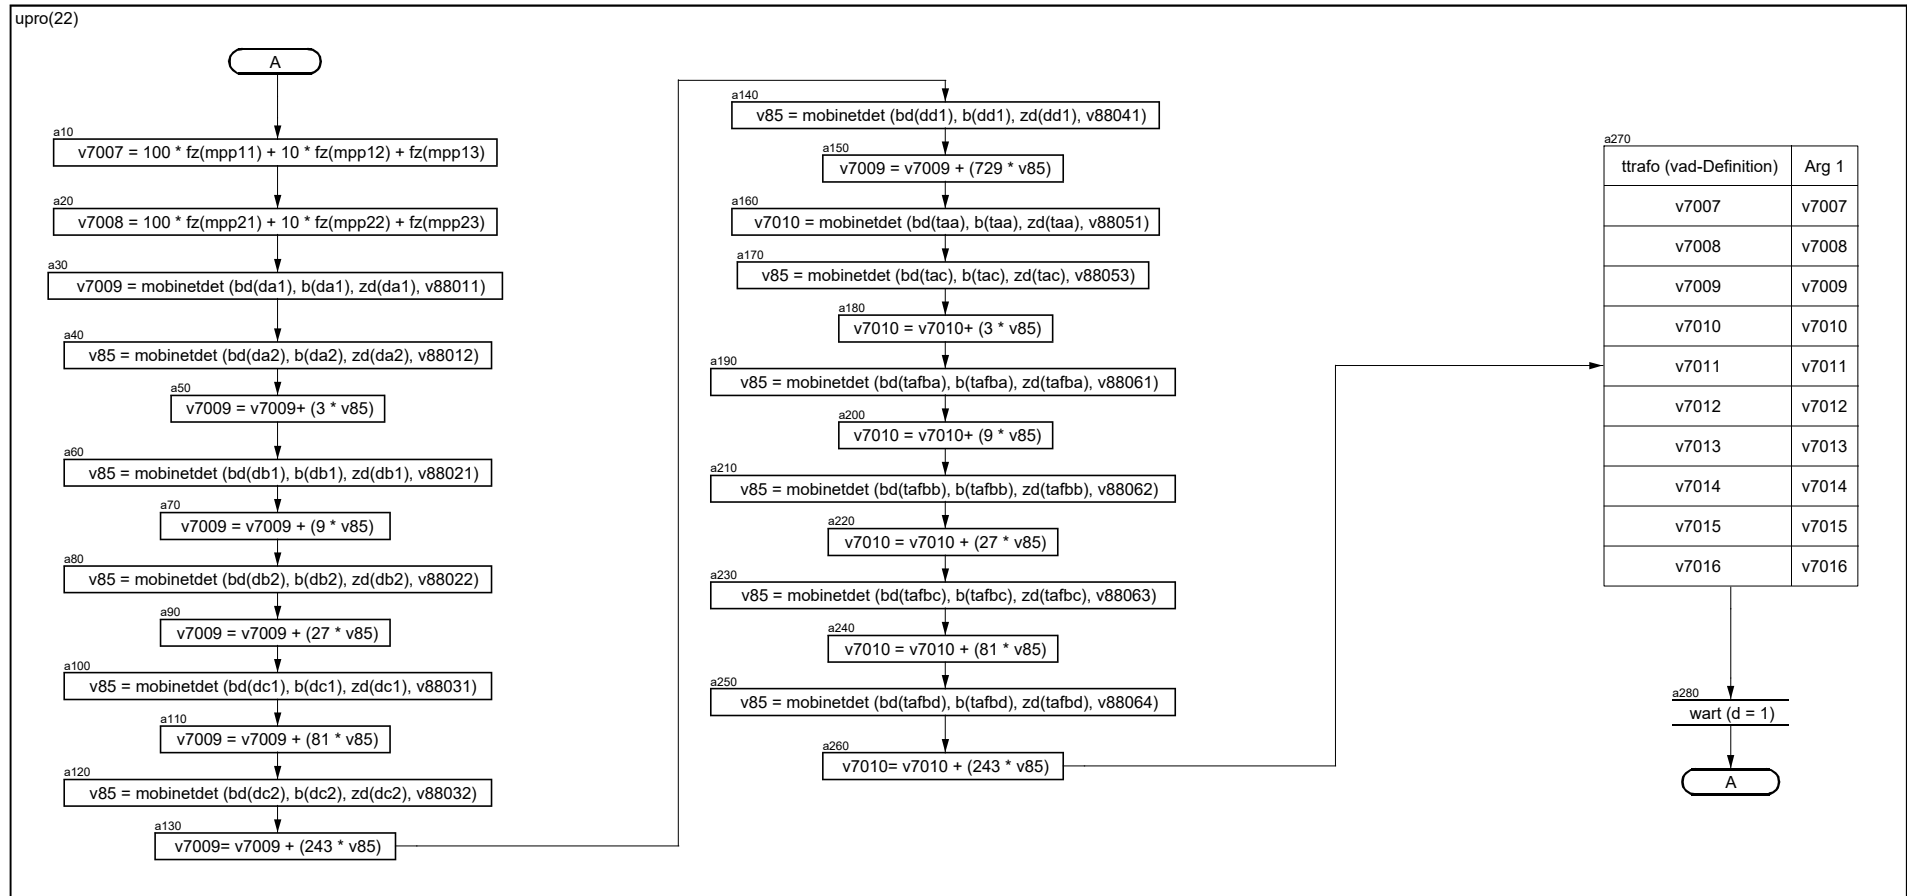 upro(22)
A
a10
v7007 = 100 * fz(mpp11) + 10 * fz(mpp12) + fz(mpp13)
a20
v7008 = 100 * fz(mpp21) + 10 * fz(mpp22) + fz(mpp23)
a30
v7009 = mobinetdet (bd(da1), b(da1), zd(da1), v88011)
a40
v85 = mobinetdet (bd(da2), b(da2), zd(da2), v88012)
a50
v7009 = v7009+ (3 * v85)
a60
v85 = mobinetdet (bd(db1), b(db1), zd(db1), v88021)
a70
v7009 = v7009 + (9 * v85)
a80
v85 = mobinetdet (bd(db2), b(db2), zd(db2), v88022)
a90
v7009 = v7009 + (27 * v85)
a100
v85 = mobinetdet (bd(dc1), b(dc1), zd(dc1), v88031)
a110
v7009 = v7009 + (81 * v85)
a120
v85 = mobinetdet (bd(dc2), b(dc2), zd(dc2), v88032)
a130
v7009= v7009 + (243 * v85)
a140
v85 = mobinetdet (bd(dd1), b(dd1), zd(dd1), v88041)
a150
v7009 = v7009 + (729 * v85)
a160
v7010 = mobinetdet (bd(taa), b(taa), zd(taa), v88051)
a170
v85 = mobinetdet (bd(tac), b(tac), zd(tac), v88053)
a180
v7010 = v7010+ (3 * v85)
a190
v85 = mobinetdet (bd(tafba), b(tafba), zd(tafba), v88061)
a200
v7010 = v7010+ (9 * v85)
a210
v85 = mobinetdet (bd(tafbb), b(tafbb), zd(tafbb), v88062)
a220
v7010 = v7010 + (27 * v85)
a230
v85 = mobinetdet (bd(tafbc), b(tafbc), zd(tafbc), v88063)
a240
v7010 = v7010 + (81 * v85)
a250
v85 = mobinetdet (bd(tafbd), b(tafbd), zd(tafbd), v88064)
a260
v7010= v7010 + (243 * v85)
a270
ttrafo (vad-Definition) Arg 1
v7007 v7007
v7008 v7008
v7009 v7009
v7010 v7010
v7011 v7011
v7012 v7012
v7013 v7013
v7014 v7014
v7015 v7015
v7016 v7016
a280
wart (d = 1)
A